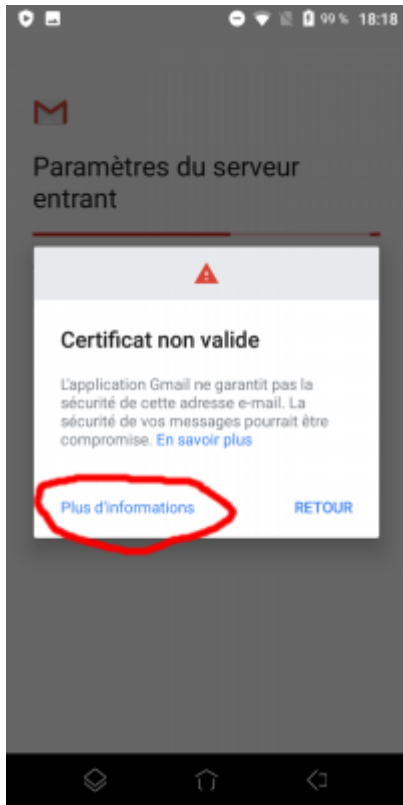 99 % 18:18
Paramètres du serveur
entrant
Certificat non valide
L'application Gmail ne garantit pas la
sécurité de cette adresse e-mail. La
sécurité de vos messages pourrait être
compromise. En savoir plus
Plus d'informations RETOUR